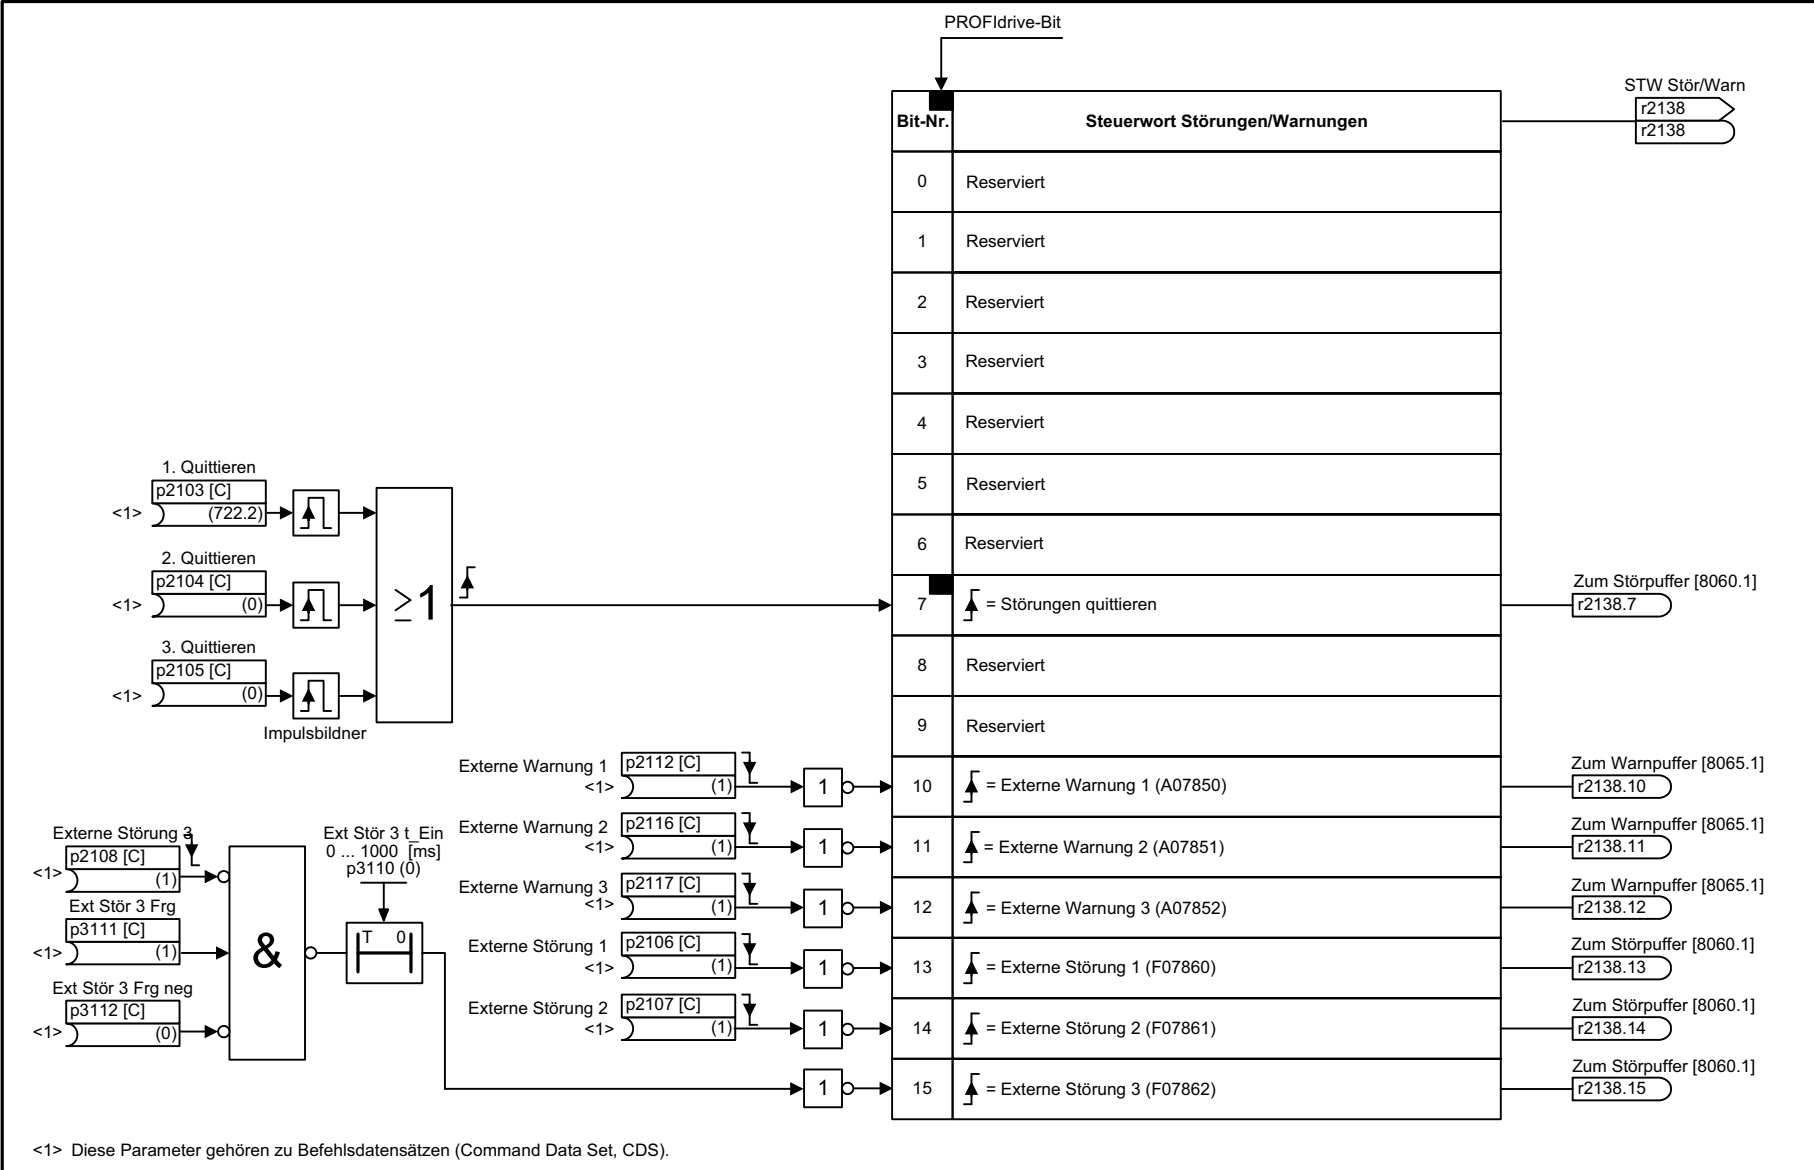 PROFIdrive-Bit
STW Stör/Warn
r2138
r2138
Bit-Nr. Steuerwort Störungen/Warnungen
0 Reserviert
1 Reserviert
2 Reserviert
3 Reserviert
4 Reserviert
5 Reserviert
6 Reserviert
7 = Störungen quittieren
8 Reserviert
9 Reserviert
10 = Externe Warnung 1 (A07850)
11 = Externe Warnung 2 (A07851)
12 = Externe Warnung 3 (A07852)
13 = Externe Störung 1 (F07860)
14 = Externe Störung 2 (F07861)
15 = Externe Störung 3 (F07862)
1. Quittieren
p2103 [C]
<1> (722.2)
2. Quittieren
p2104 [C]
<1> (0)
3. Quittieren
p2105 [C]
<1> (0)
Impulsbildner
≥1
Zum Störpuffer [8060.1]
r2138.7
Externe Warnung 1 p2112 [C]
<1> (1) 1
Zum Warnpuffer [8065.1]
r2138.10
Externe Warnung 2 p2116 [C]
<1> (1) 1
Zum Warnpuffer [8065.1]
r2138.11
Externe Warnung 3 p2117 [C]
<1> (1) 1
Zum Warnpuffer [8065.1]
r2138.12
Externe Störung 1 p2106 [C]
<1> (1) 1
Zum Störpuffer [8060.1]
r2138.13
Externe Störung 2 p2107 [C]
<1> (1) 1
Zum Störpuffer [8060.1]
r2138.14
1
Zum Störpuffer [8060.1]
r2138.15
Externe Störung 3
p2108 [C]
<1> (1)
Ext Stör 3 Frg
p3111 [C]
<1> (1)
Ext Stör 3 Frg neg
p3112 [C]
<1> (0)
&
Ext Stör 3 t_Ein
0 ... 1000 [ms]
p3110 (0)
T 0
<1> Diese Parameter gehören zu Befehlsdatensätzen (Command Data Set, CDS).